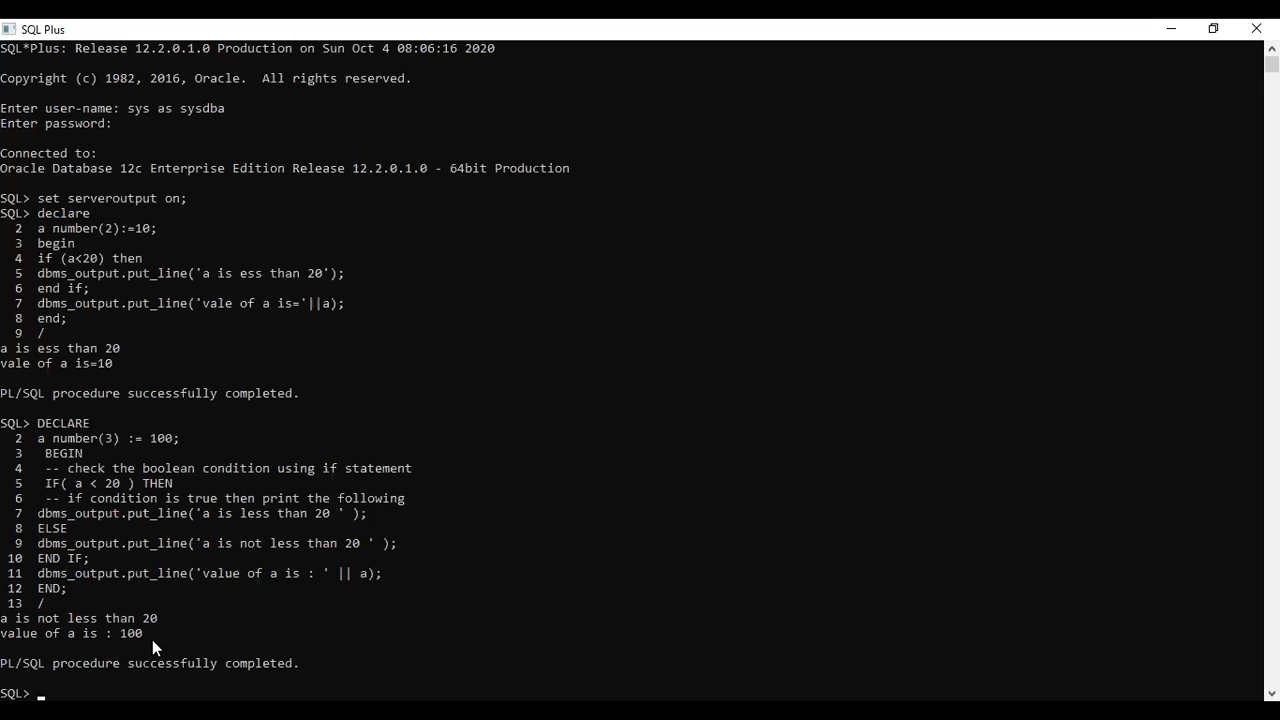 SQL Plus
SQL*Plus: Release 12.2.0.1.0 Production on Sun Oct 4 08:06:16 2020
Copyright (c) 1982, 2016, Oracle.  All rights reserved.
Enter user-name: sys as sysdba
Enter password:
Connected to:
Oracle Database 12c Enterprise Edition Release 12.2.0.1.0 - 64bit Production
SQL> set serveroutput on;
SQL> declare
  2  a number(2):=10;
  3  begin
  4  if (a<20) then
  5  dbms_output.put_line('a is ess than 20');
  6  end if;
  7  dbms_output.put_line('vale of a is='||a);
  8  end;
  9  /
a is ess than 20
vale of a is=10
PL/SQL procedure successfully completed.
SQL> DECLARE
  2  a number(3) := 100;
  3   BEGIN
  4   -- check the boolean condition using if statement
  5   IF( a < 20 ) THEN
  6   -- if condition is true then print the following
  7  dbms_output.put_line('a is less than 20 ' );
  8  ELSE
  9  dbms_output.put_line('a is not less than 20 ' );
 10  END IF;
 11  dbms_output.put_line('value of a is : ' || a);
 12  END;
 13  /
a is not less than 20
value of a is : 100
PL/SQL procedure successfully completed.
SQL>